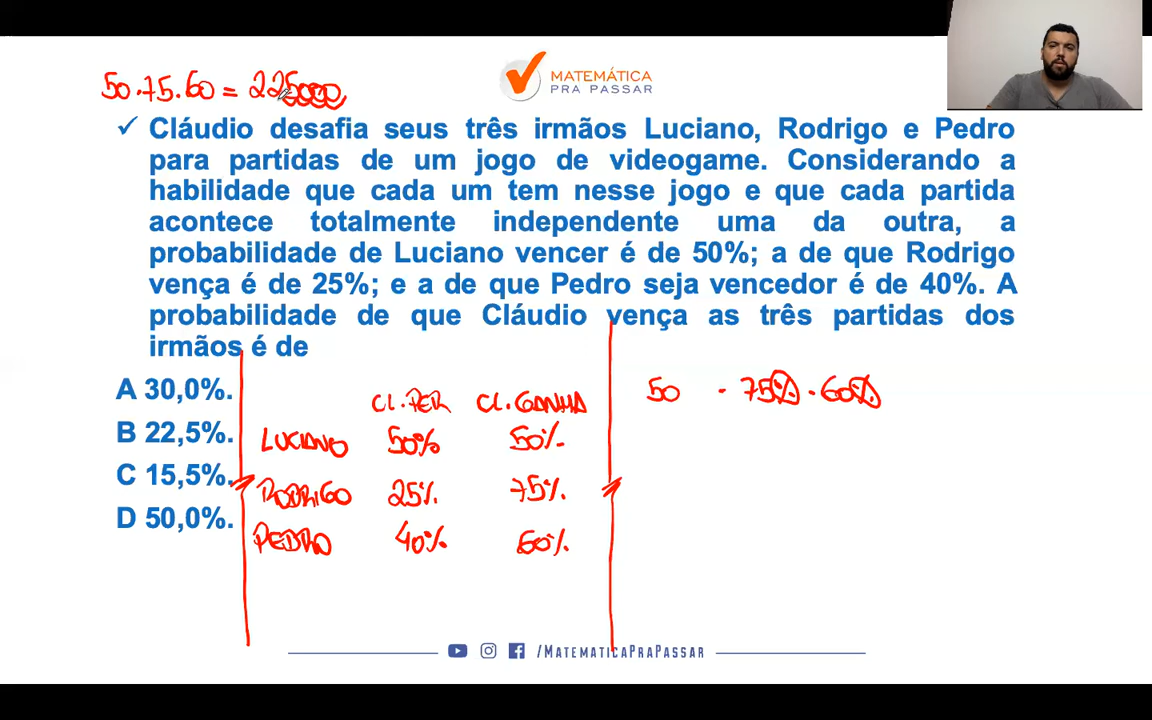 50.75.60 = 225000
MATEMÁTICA
PRA PASSAR
✓ Cláudio desafia seus três irmãos Luciano, Rodrigo e Pedro
para partidas de um jogo de videogame. Considerando a
habilidade que cada um tem nesse jogo e que cada partida
acontece totalmente independente uma da outra, a
probabilidade de Luciano vencer é de 50%; a de que Rodrigo
vença é de 25%; e a de que Pedro seja vencedor é de 40%. A
probabilidade de que Cláudio vença as três partidas dos
irmãos é de
A 30,0%.
B 22,5%.
C 15,5%.
D 50,0%.
CL.PER CL.GANHA
LUCIANO 50% 50%
RODRIGO 25% 75%
PEDRO 40% 60%
50 . 75% . 60%
/MATEMATICAPRAPASSAR